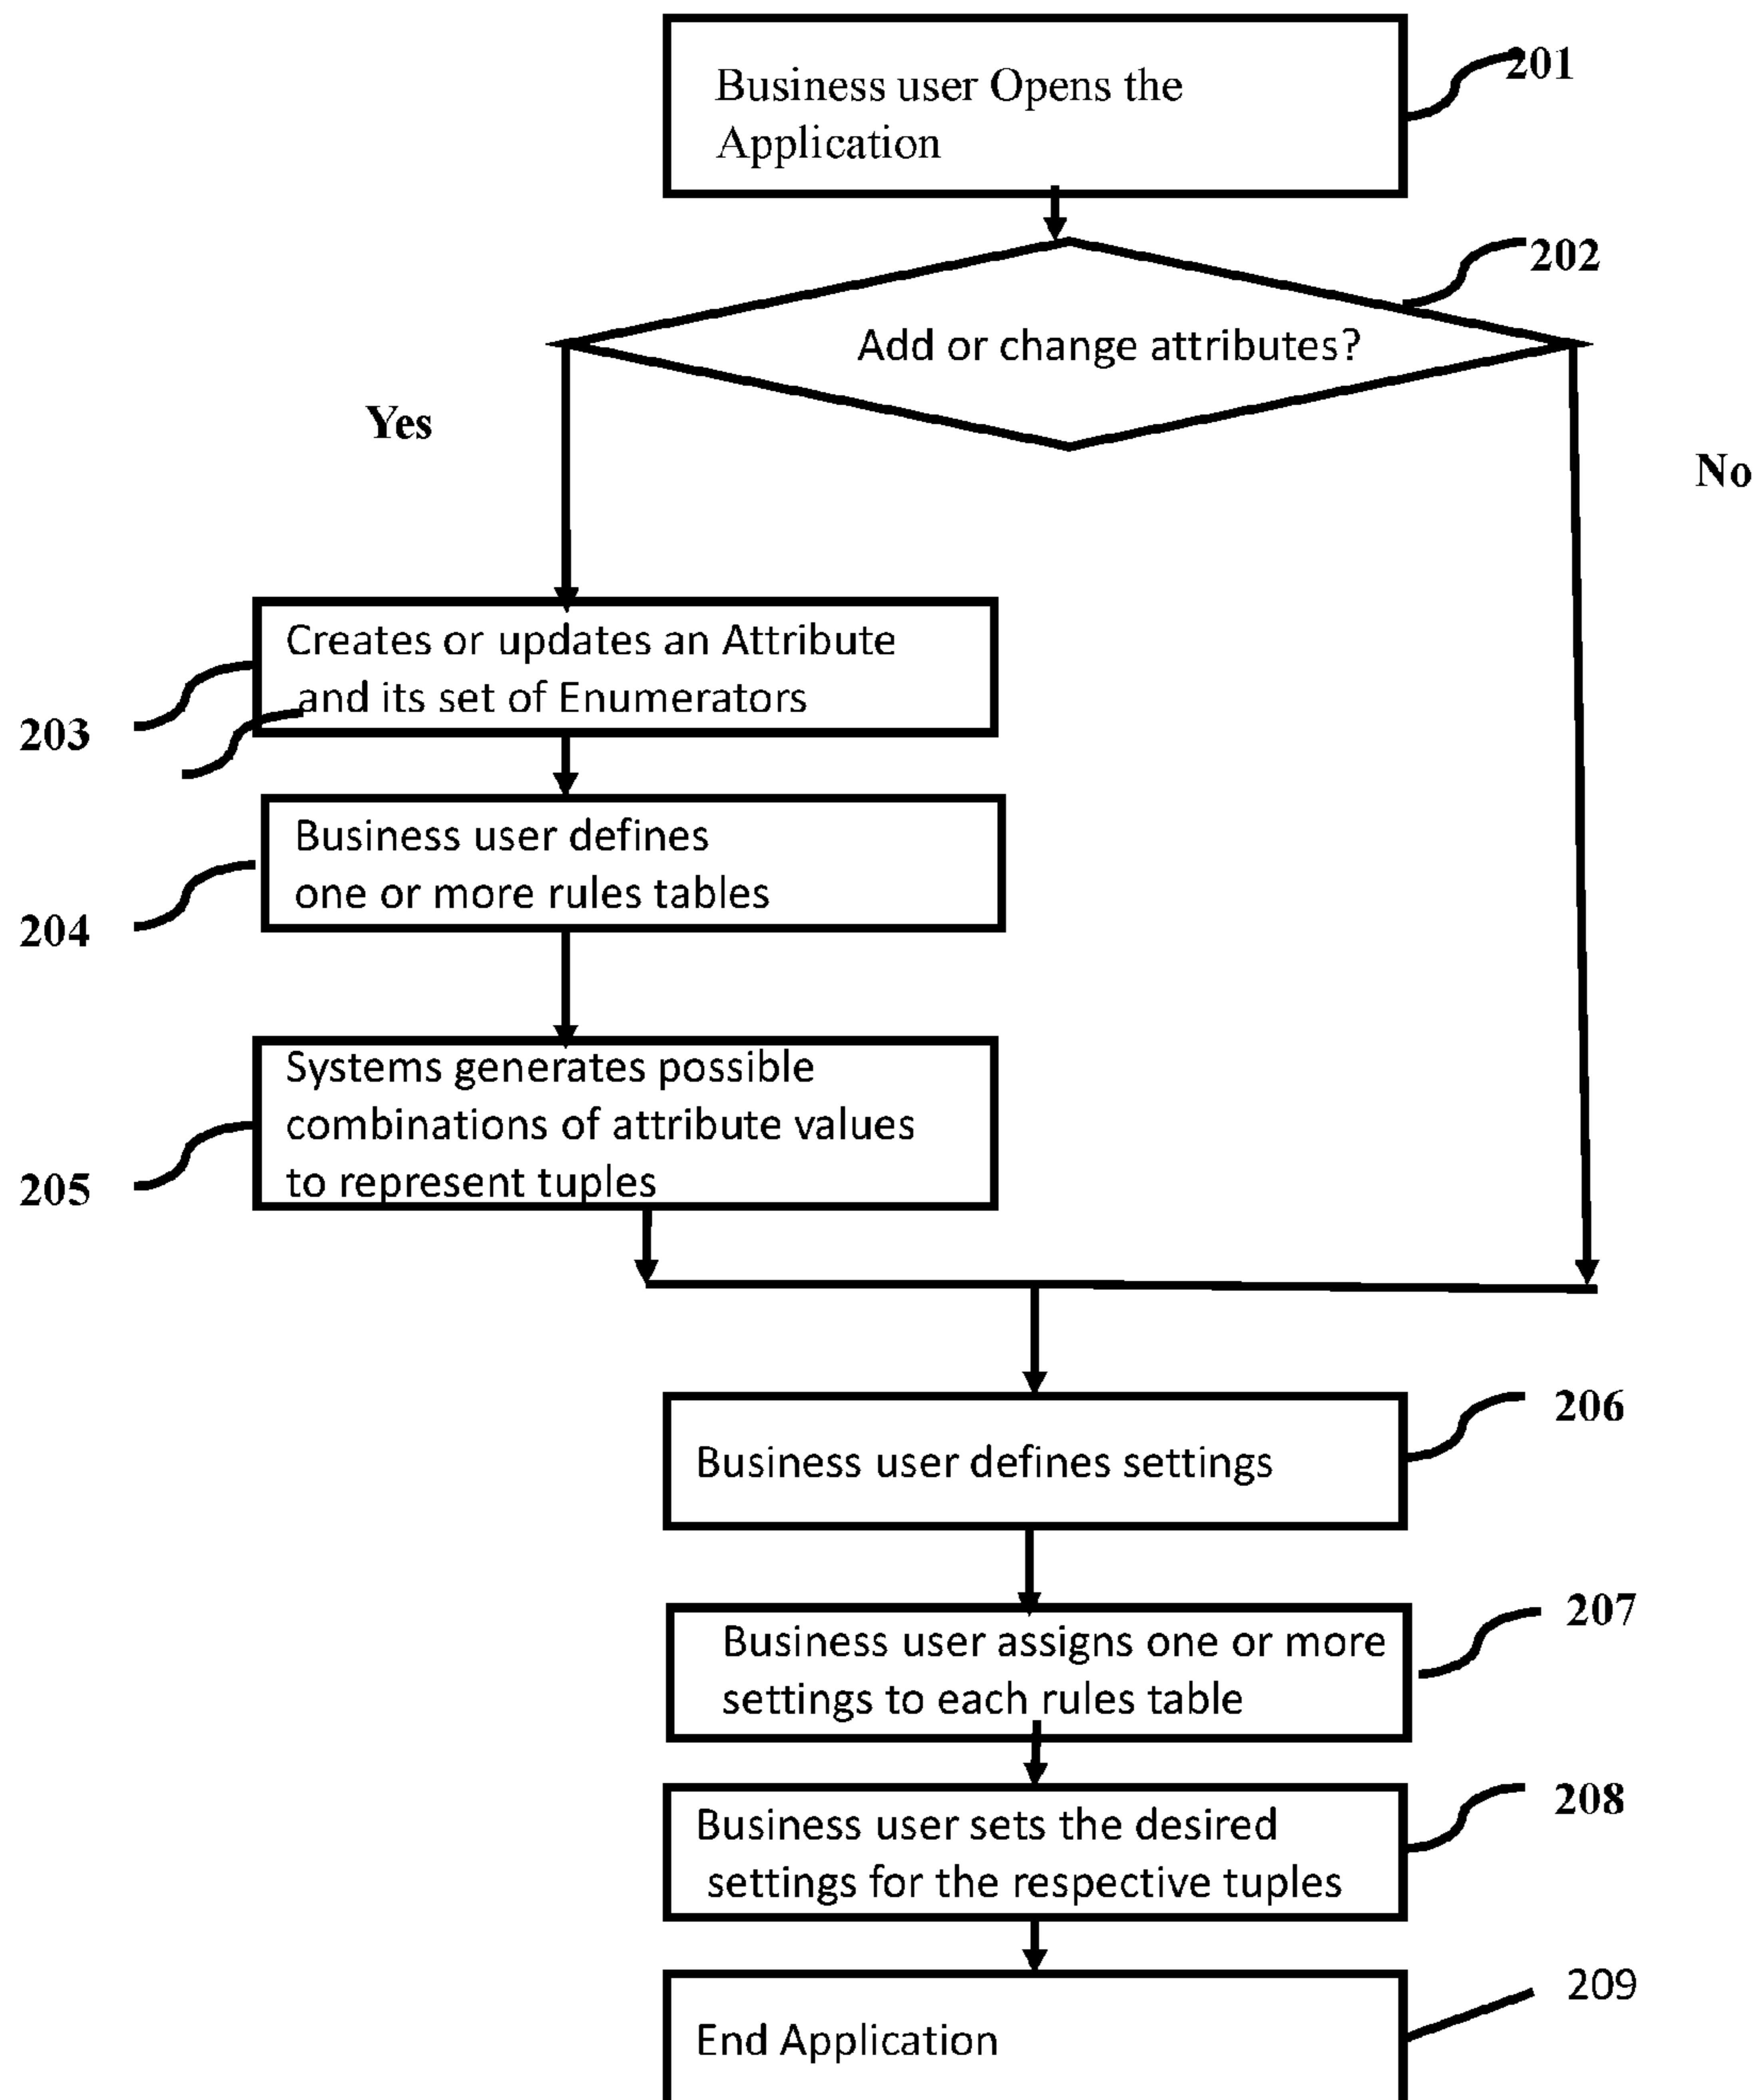 Business user Opens the
Application
201
Add or change attributes?
202
Yes
No
Creates or updates an Attribute
and its set of Enumerators
203
Business user defines
one or more rules tables
204
Systems generates possible
combinations of attribute values
to represent tuples
205
Business user defines settings
206
Business user assigns one or more
settings to each rules table
207
Business user sets the desired
settings for the respective tuples
208
End Application
209